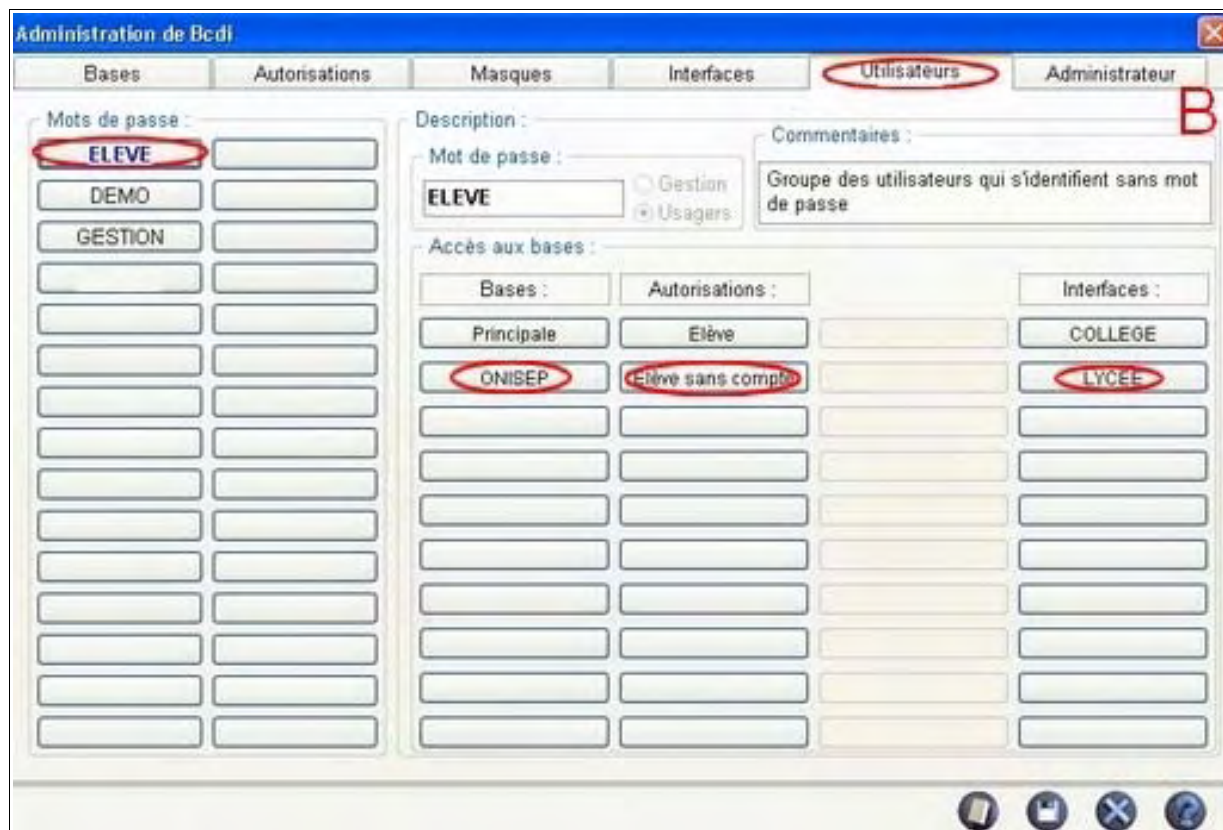 Administration de Bcdi
Bases Autorisations Masques Interfaces Utilisateurs Administrateur
B
Mots de passe :
ELEVE
DEMO
GESTION
Description :
Mot de passe :
ELEVE
Gestion
Usagers
Commentaires :
Groupe des utilisateurs qui s'identifient sans mot
de passe
Accès aux bases :
Bases : Autorisations : Interfaces :
Principale Elève COLLEGE
ONISEP Elève sans compte LYCEE